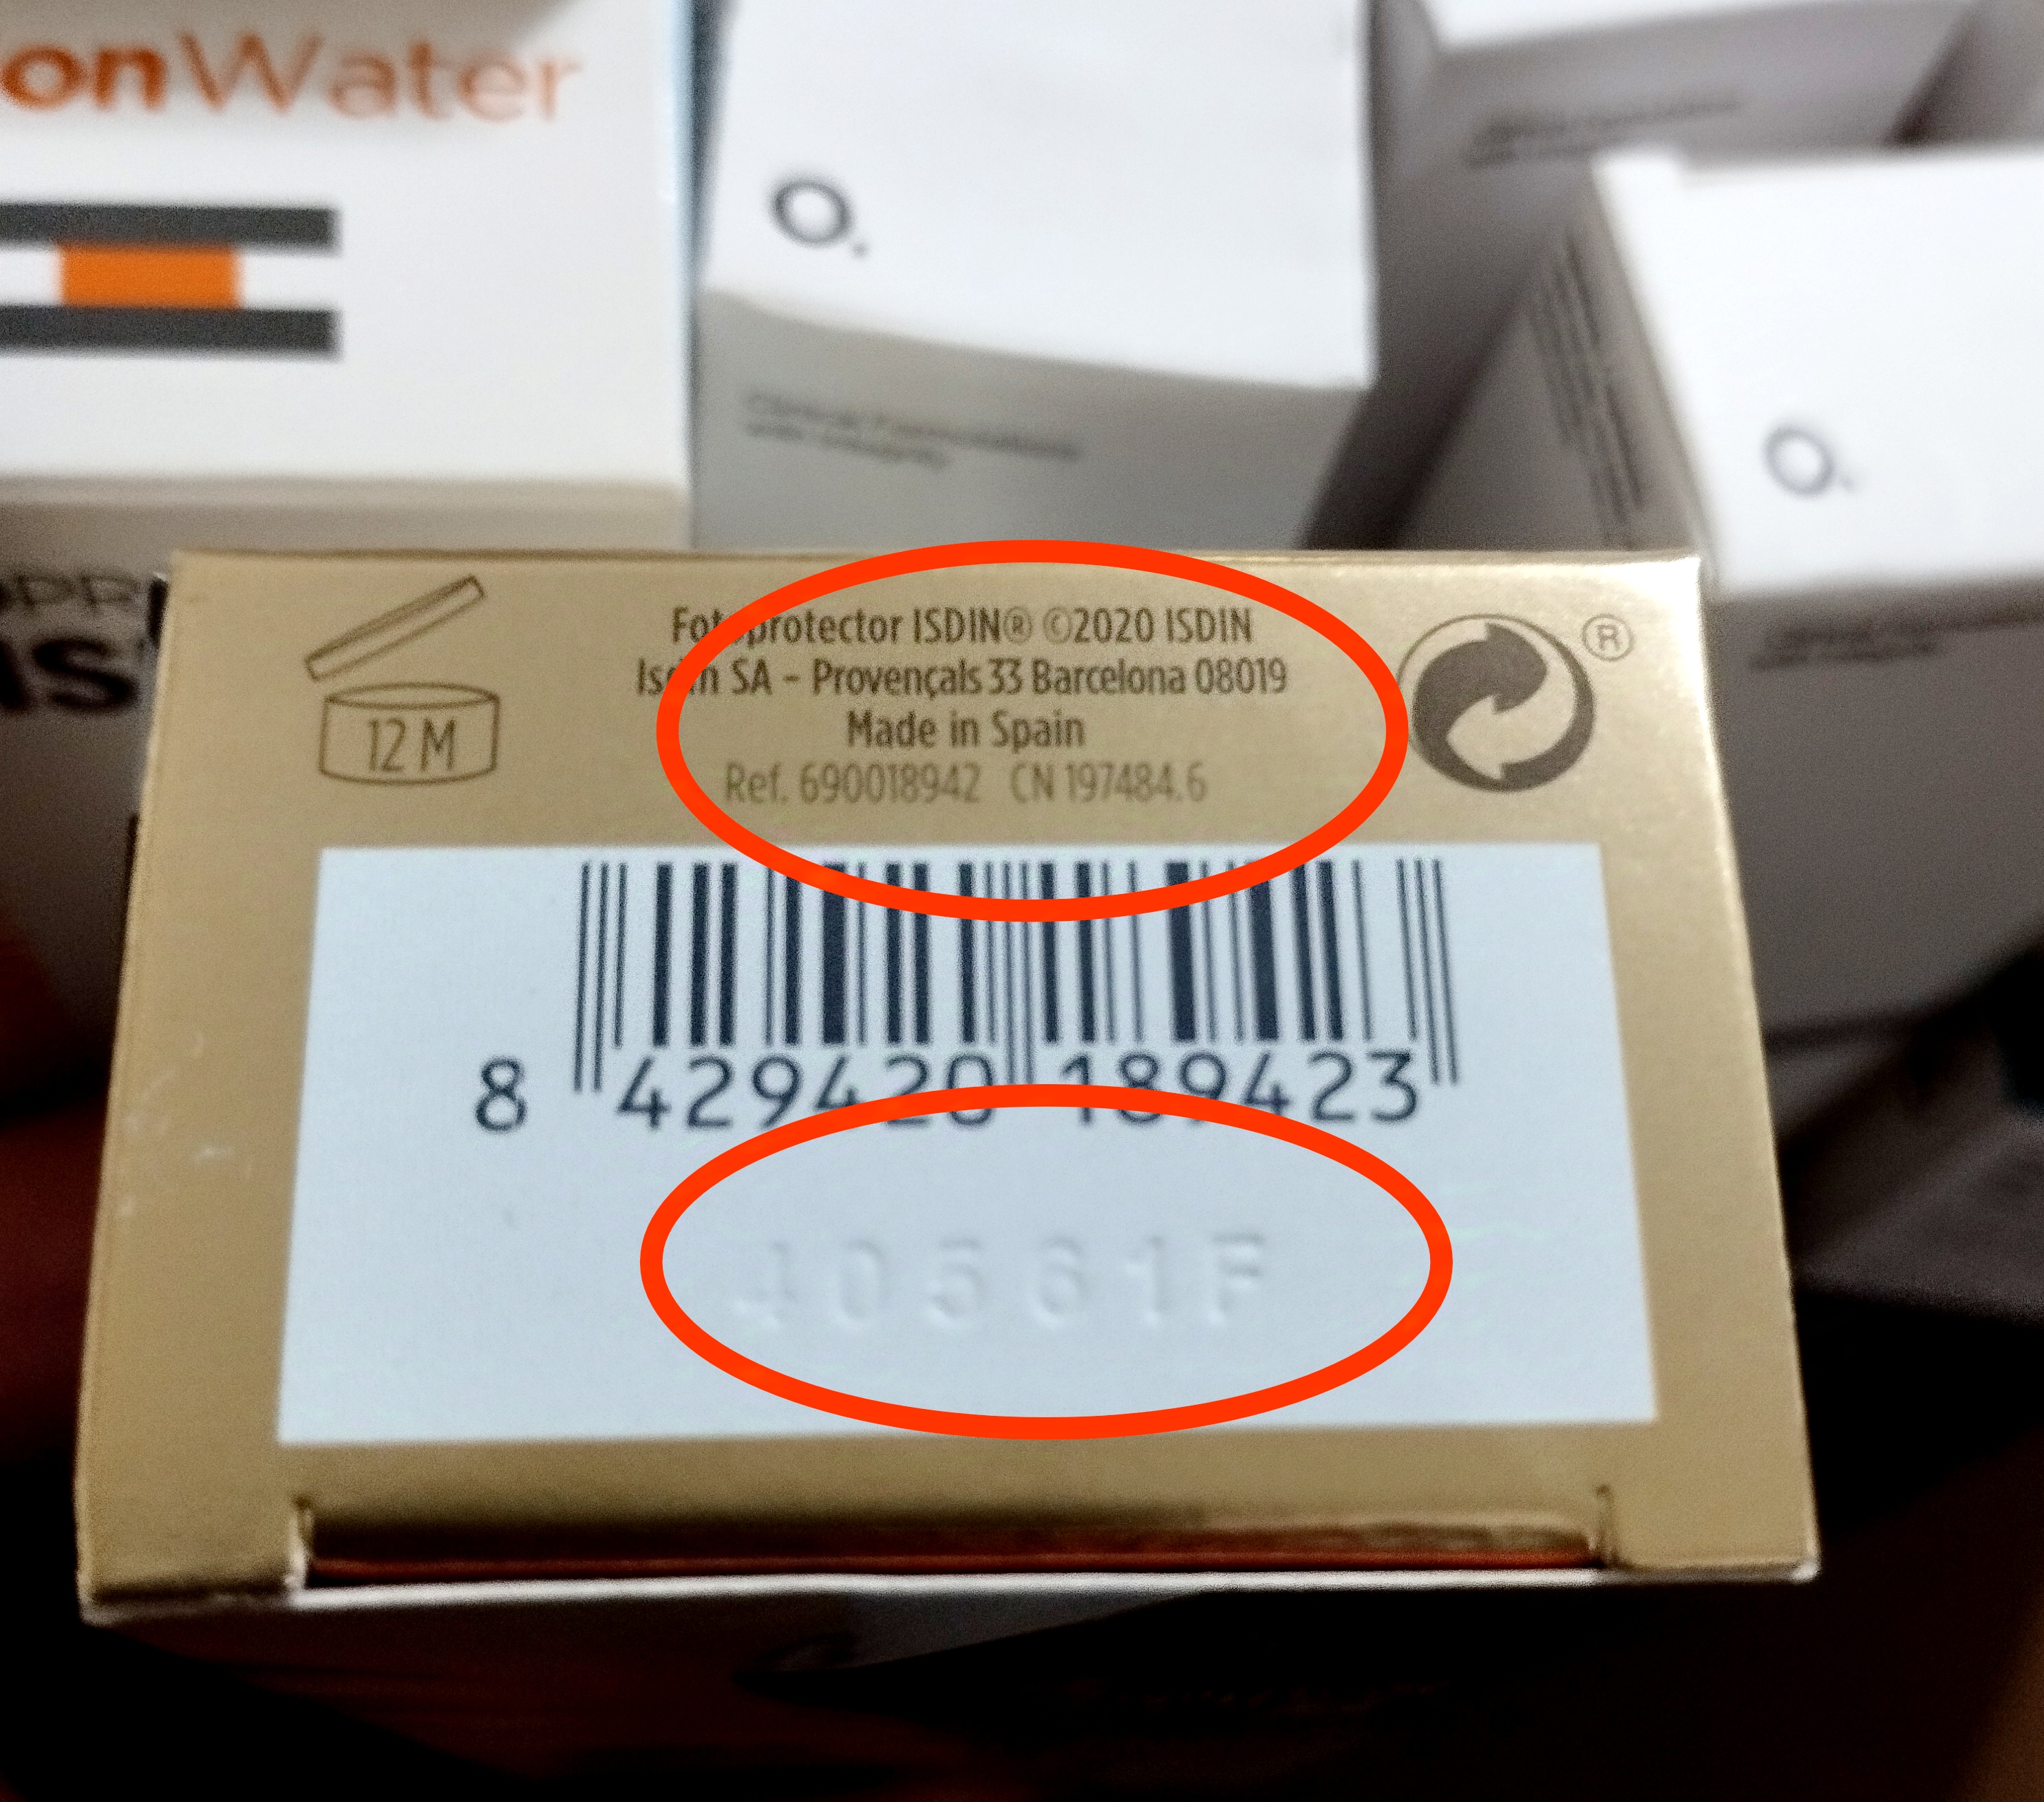 onWater
O.
O.
12 M
Fotoprotector ISDIN® ©2020 ISDIN
Isdin SA - Provençals 33 Barcelona 08019
Made in Spain
Ref. 690018942 CN 197484.6
®
8 429420 189423
40561F